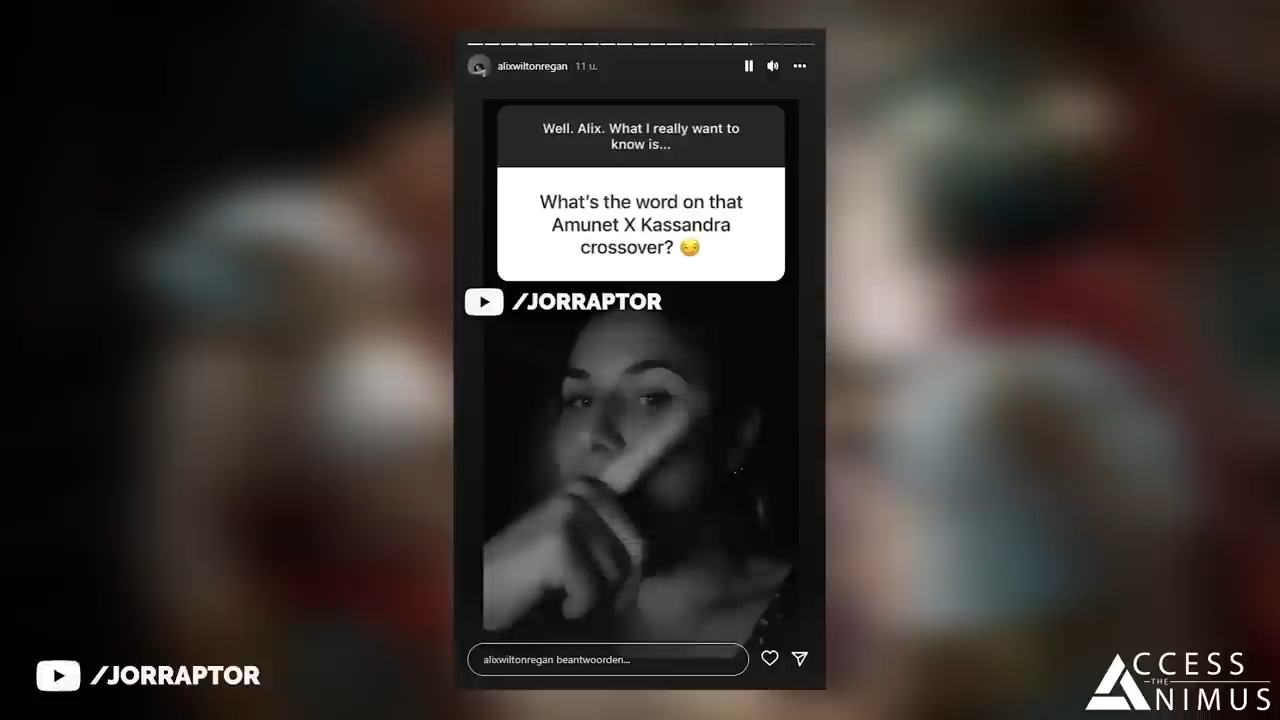 alixwiltonregan 11 u.
Well. Alix. What I really want to
know is...
What's the word on that
Amunet X Kassandra
crossover? 😏
/JORRAPTOR
alixwiltonregan beantwoorden...
/JORRAPTOR
ACCESS
THE
ANIMUS